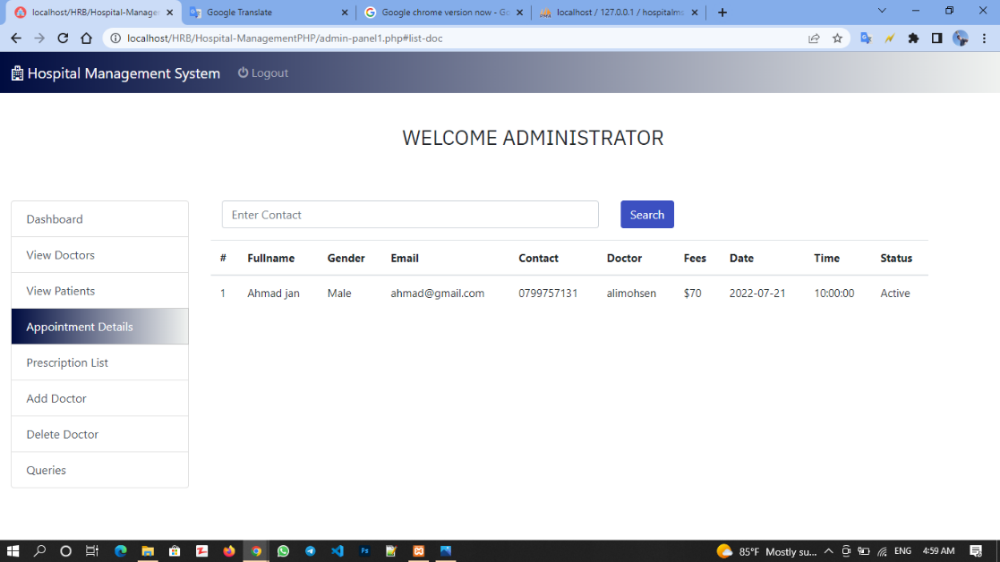 localhost/HRB/Hospital-Manager
Google Translate
Google chrome version now - Go
localhost / 127.0.0.1 / hospitalms
localhost/HRB/Hospital-ManagementPHP/admin-panel1.php#list-doc
Hospital Management System Logout
WELCOME ADMINISTRATOR
Enter Contact Search
Dashboard
View Doctors
View Patients
Appointment Details
Prescription List
Add Doctor
Delete Doctor
Queries
# Fullname Gender Email Contact Doctor Fees Date Time Status
1 Ahmad jan Male ahmad@gmail.com 0799757131 alimohsen $70 2022-07-21 10:00:00 Active
85°F Mostly su... ENG 4:59 AM